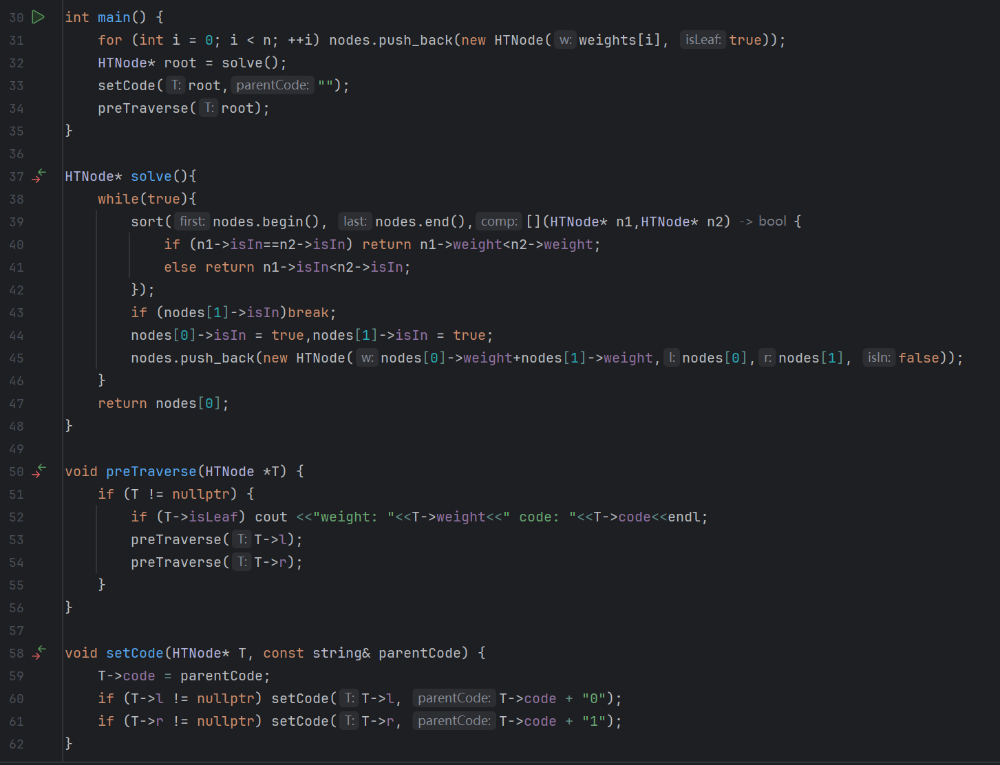 30 int main() {
31 for (int i = 0; i < n; ++i) nodes.push_back(new HTNode( w: weights[i], isLeaf: true));
32 HTNode* root = solve();
33 setCode( T: root, parentCode: "");
34 preTraverse( T: root);
35 }
36
37 HTNode* solve(){
38 while(true){
39 sort( first: nodes.begin(), last: nodes.end(), comp: [](HTNode* n1,HTNode* n2) -> bool {
40 if (n1->isIn==n2->isIn) return n1->weight<n2->weight;
41 else return n1->isIn<n2->isIn;
42 });
43 if (nodes[1]->isIn)break;
44 nodes[0]->isIn = true,nodes[1]->isIn = true;
45 nodes.push_back(new HTNode( w: nodes[0]->weight+nodes[1]->weight, l: nodes[0], r: nodes[1], isIn: false));
46 }
47 return nodes[0];
48 }
49
50 void preTraverse(HTNode *T) {
51 if (T != nullptr) {
52 if (T->isLeaf) cout <<"weight: "<<T->weight<<" code: "<<T->code<<endl;
53 preTraverse( T: T->l);
54 preTraverse( T: T->r);
55 }
56 }
57
58 void setCode(HTNode* T, const string& parentCode) {
59 T->code = parentCode;
60 if (T->l != nullptr) setCode( T: T->l, parentCode: T->code + "0");
61 if (T->r != nullptr) setCode( T: T->r, parentCode: T->code + "1");
62 }